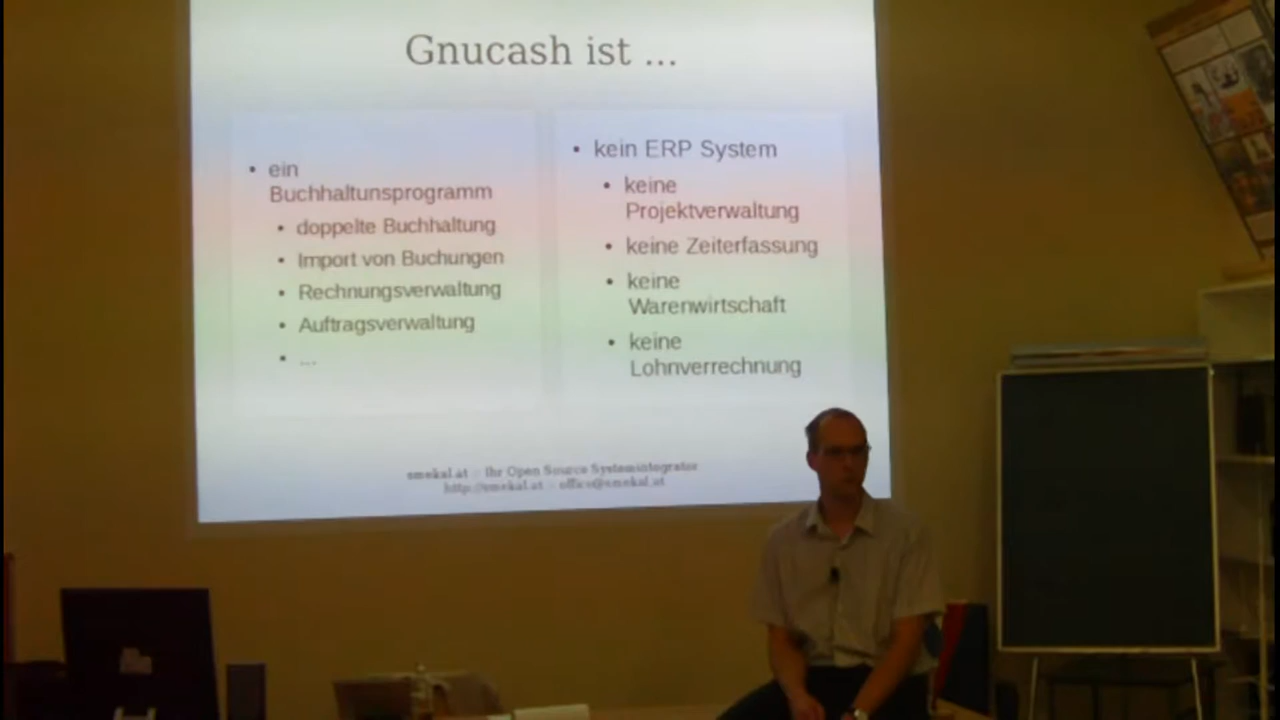 Gnucash ist ...
• ein
Buchhaltunsprogramm
• doppelte Buchhaltung
• Import von Buchungen
• Rechnungsverwaltung
• Auftragsverwaltung
• ...
• kein ERP System
• keine
Projektverwaltung
• keine Zeiterfassung
• keine
Warenwirtschaft
• keine
Lohnverrechnung
smekal.at :: Ihr Open Source Systemintegrator
http://smekal.at :: office@smekal.at